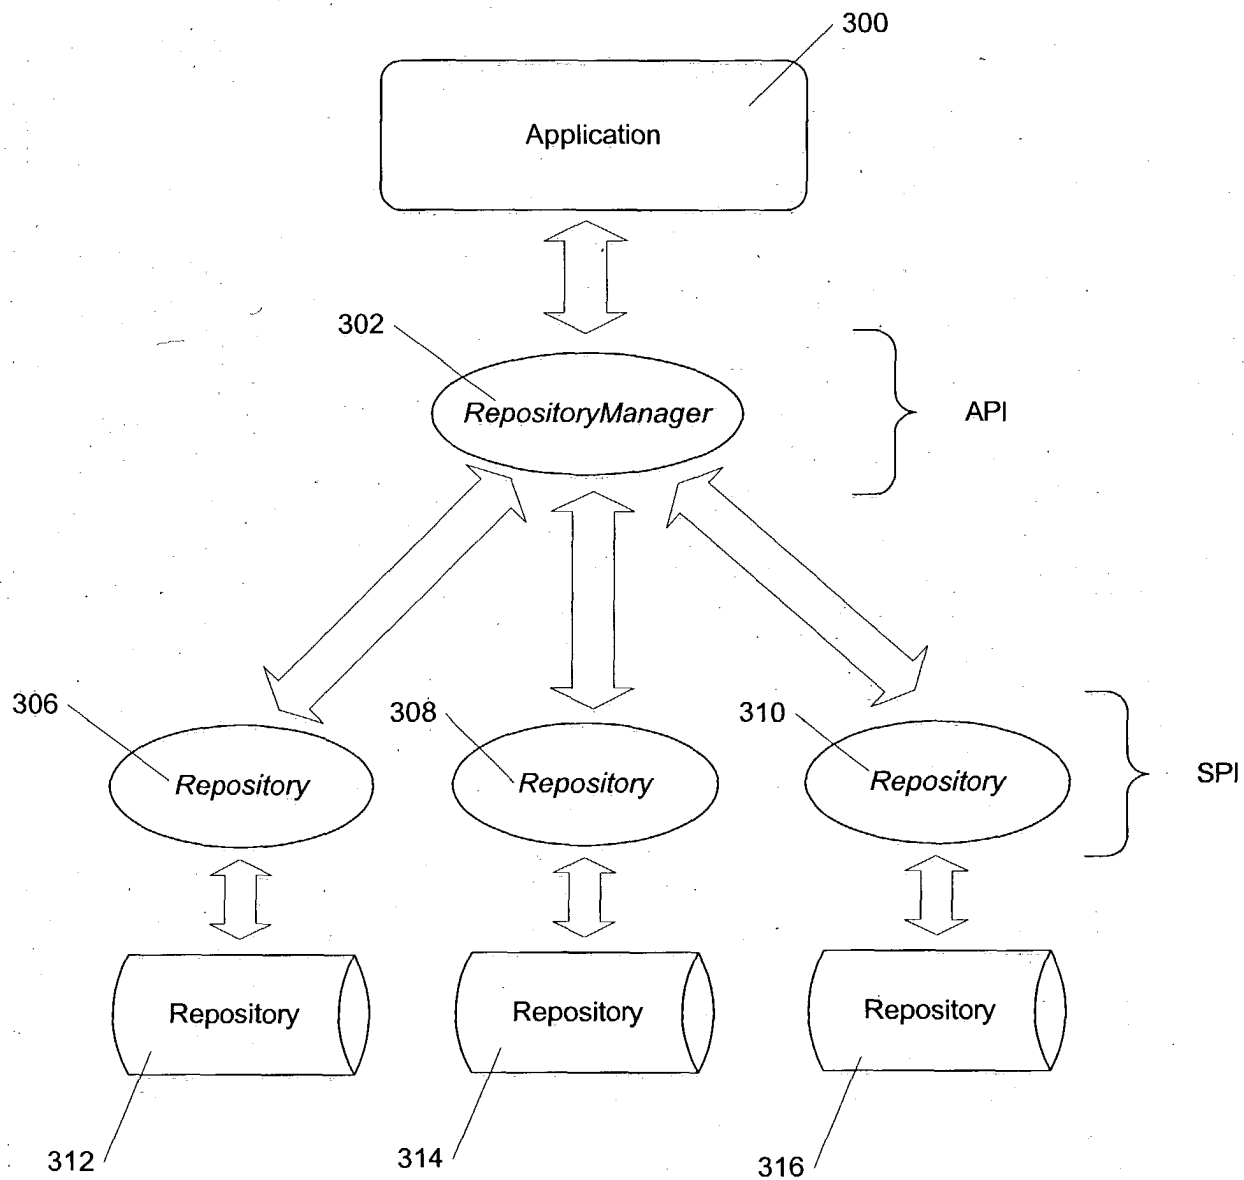 300
Application
302
RepositoryManager
API
306
308
310
Repository
Repository
Repository
SPI
Repository
Repository
Repository
312
314
316